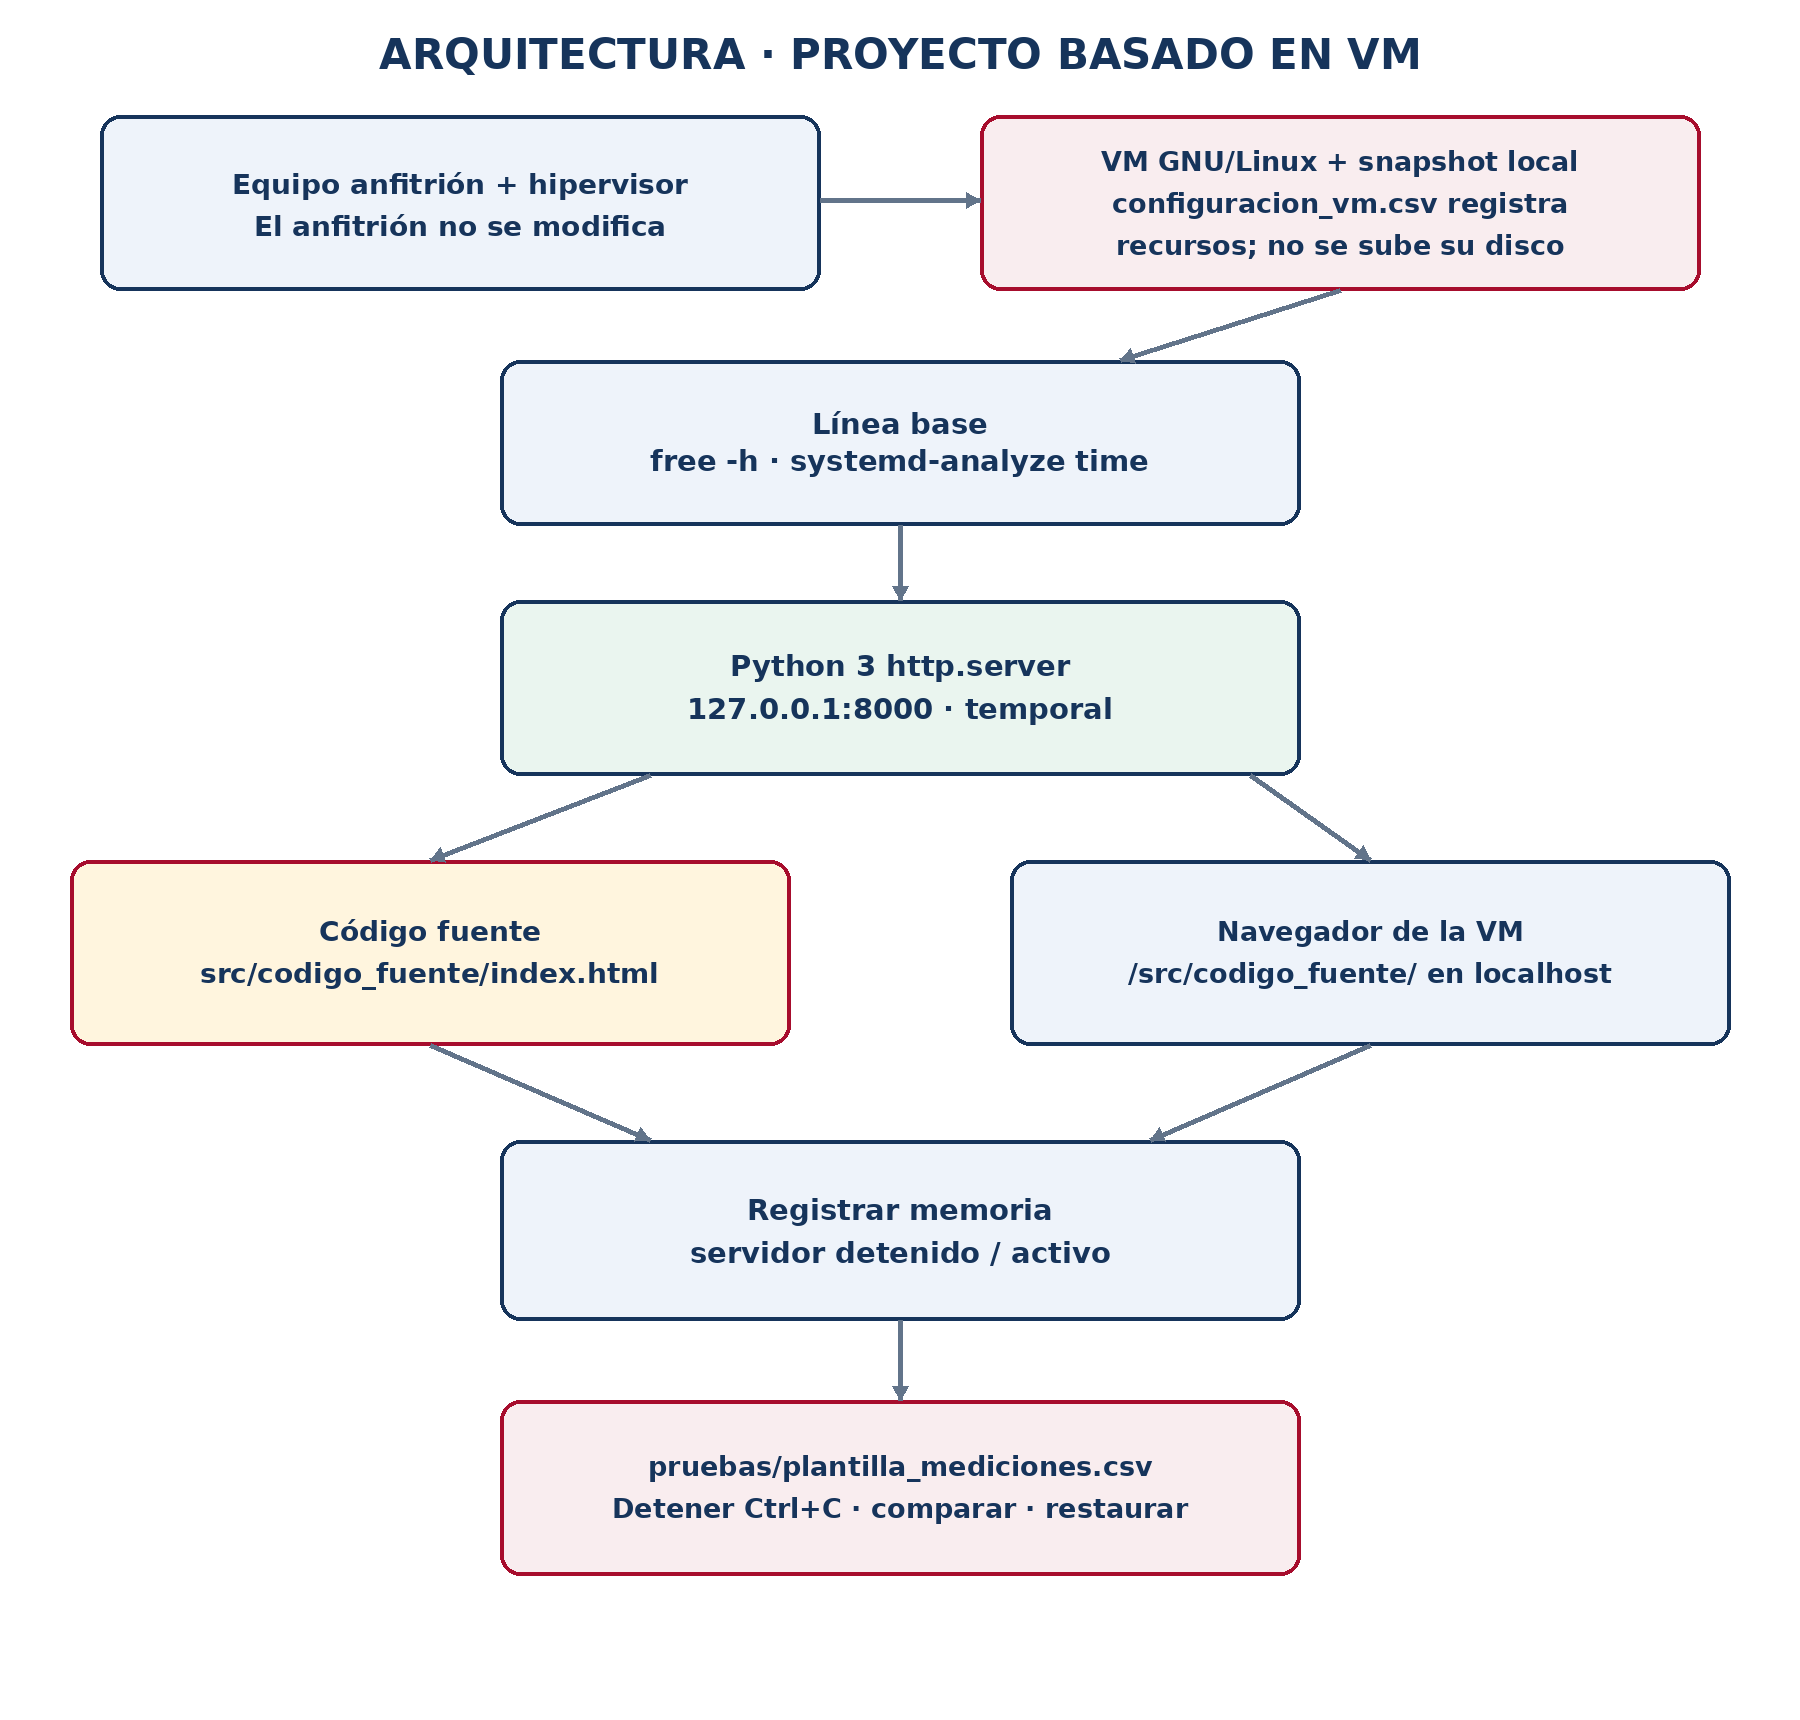 ARQUITECTURA · PROYECTO BASADO EN VM
Equipo anfitrión + hipervisor
El anfitrión no se modifica
VM GNU/Linux + snapshot local
configuracion_vm.csv registra
recursos; no se sube su disco
Línea base
free -h · systemd-analyze time
Python 3 http.server
127.0.0.1:8000 · temporal
Código fuente
src/codigo_fuente/index.html
Navegador de la VM
/src/codigo_fuente/ en localhost
Registrar memoria
servidor detenido / activo
pruebas/plantilla_mediciones.csv
Detener Ctrl+C · comparar · restaurar